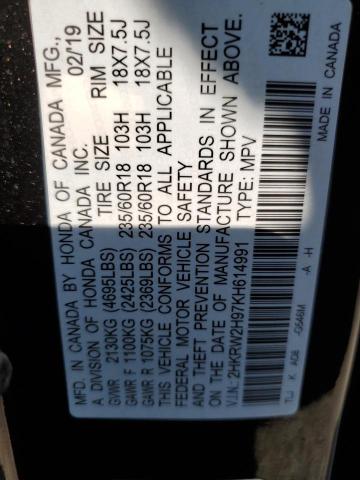 MFD. IN CANADA BY HONDA OF CANADA MFG.,
A DIVISION OF HONDA CANADA INC. 02/19
TIRE SIZE RIM SIZE
GVWR 2130KG (4695LBS)
GAWR F 1100KG (2425LBS) 235/60R18 103H 18X7.5J
GAWR R 1075KG (2369LBS) 235/60R18 103H 18X7.5J
THIS VEHICLE CONFORMS TO ALL APPLICABLE
FEDERAL MOTOR VEHICLE SAFETY
AND THEFT PREVENTION STANDARDS IN EFFECT
ON THE DATE OF MANUFACTURE SHOWN ABOVE.
V.I.N.: 2HKRW2H97KH614991 TYPE: MPV
-G546M -A -H
TLJ K AD8 MADE IN CANADA